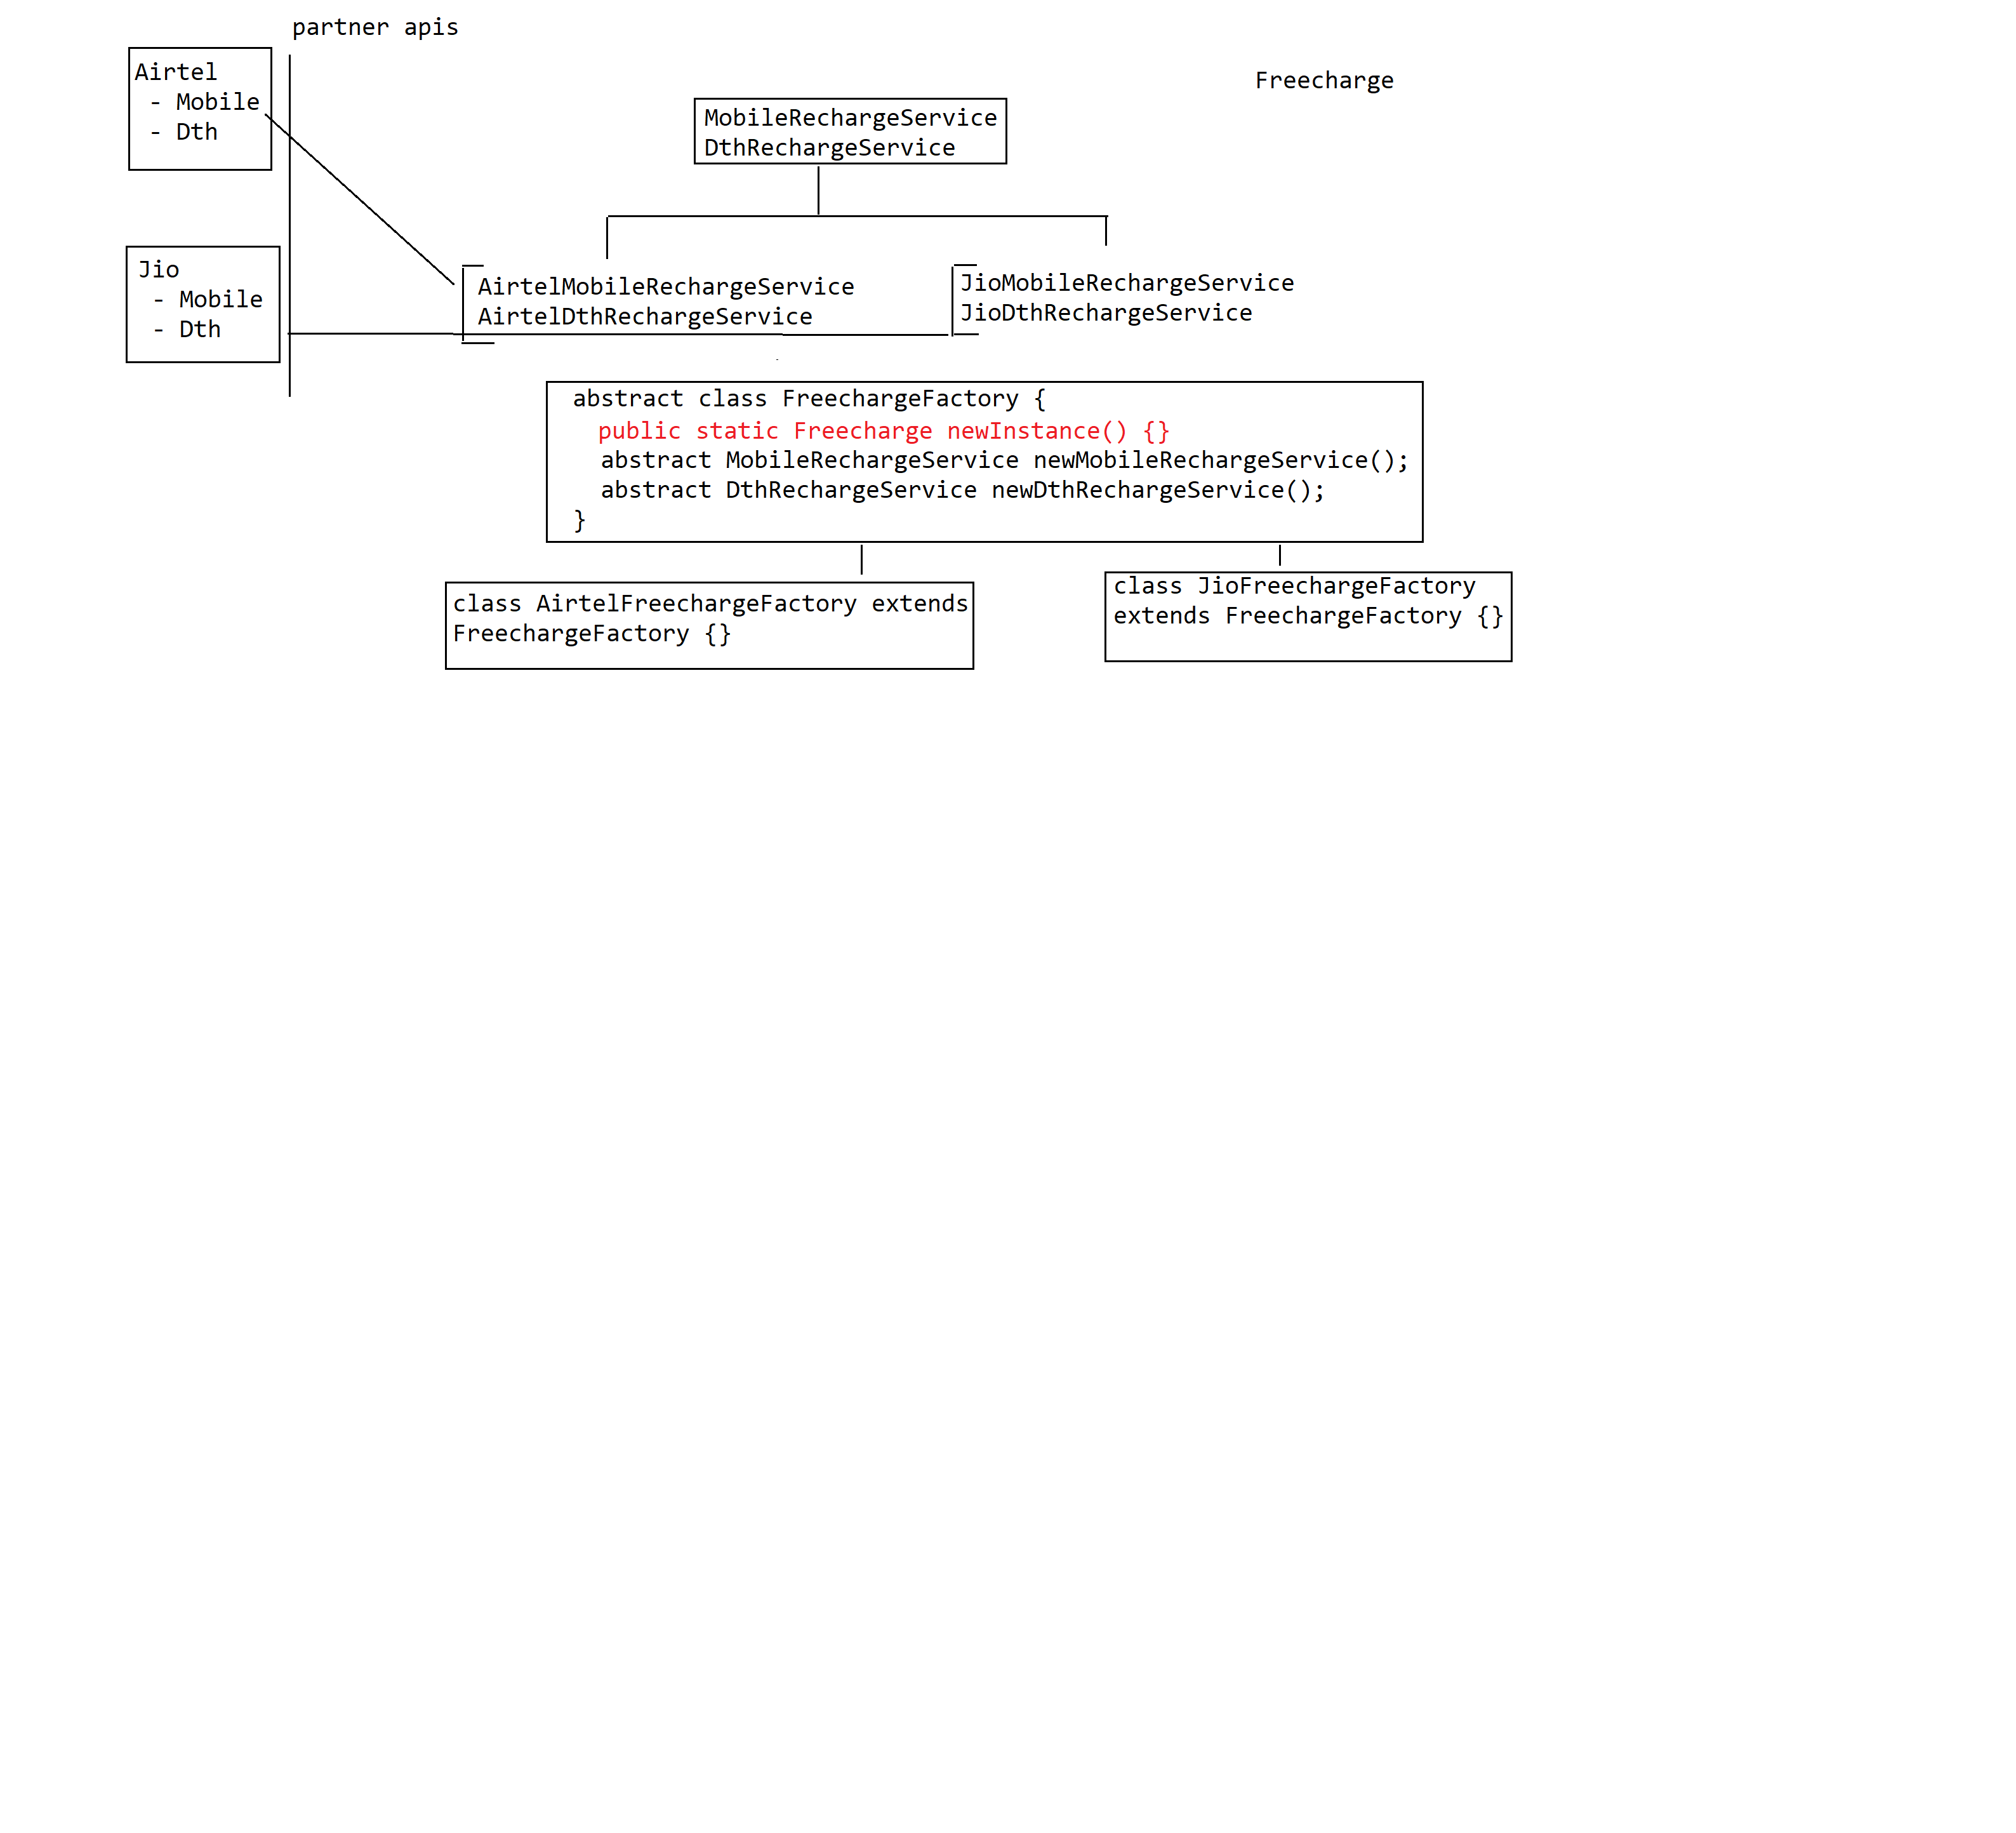 partner apis
Airtel
- Mobile
- Dth
Freecharge
MobileRechargeService
DthRechargeService
Jio
- Mobile
- Dth
AirtelMobileRechargeService
AirtelDthRechargeService
JioMobileRechargeService
JioDthRechargeService
abstract class FreechargeFactory {
public static Freecharge newInstance() {}
abstract MobileRechargeService newMobileRechargeService();
abstract DthRechargeService newDthRechargeService();
}
class AirtelFreechargeFactory extends
FreechargeFactory {}
class JioFreechargeFactory
extends FreechargeFactory {}